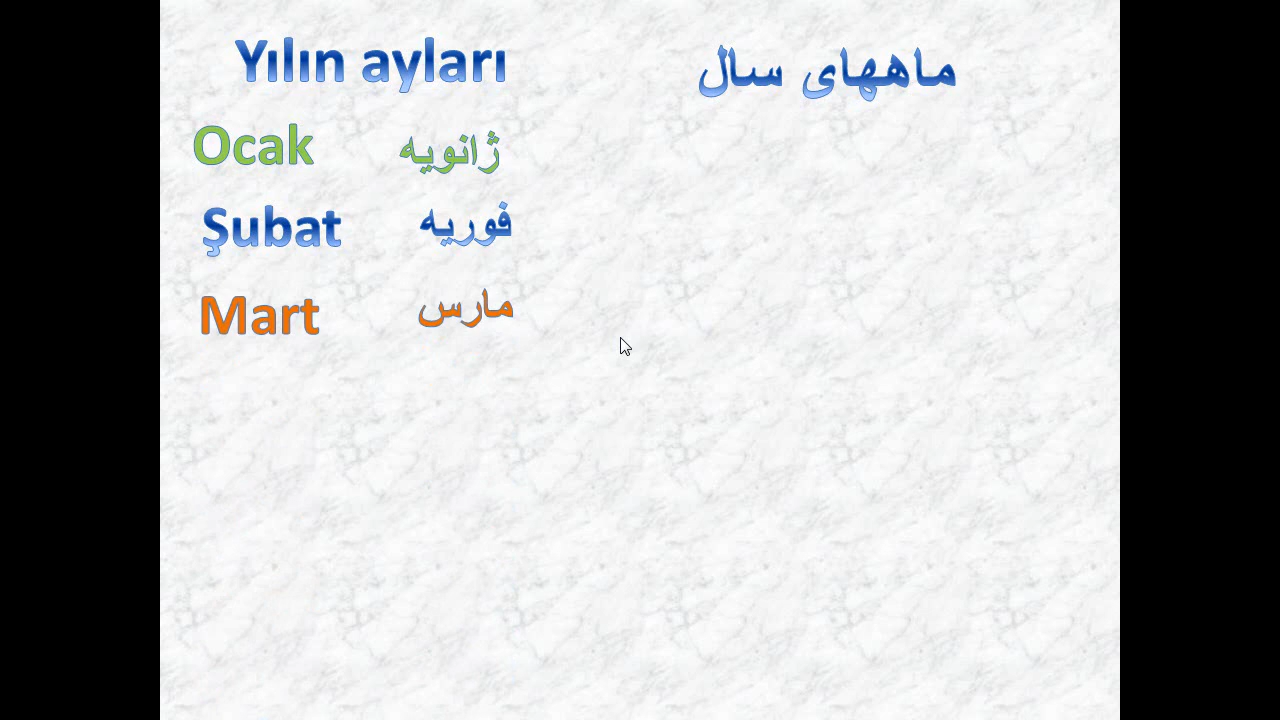 Yılın ayları ماههای سال
Ocak ژانویه
Şubat فوریه
Mart مارس